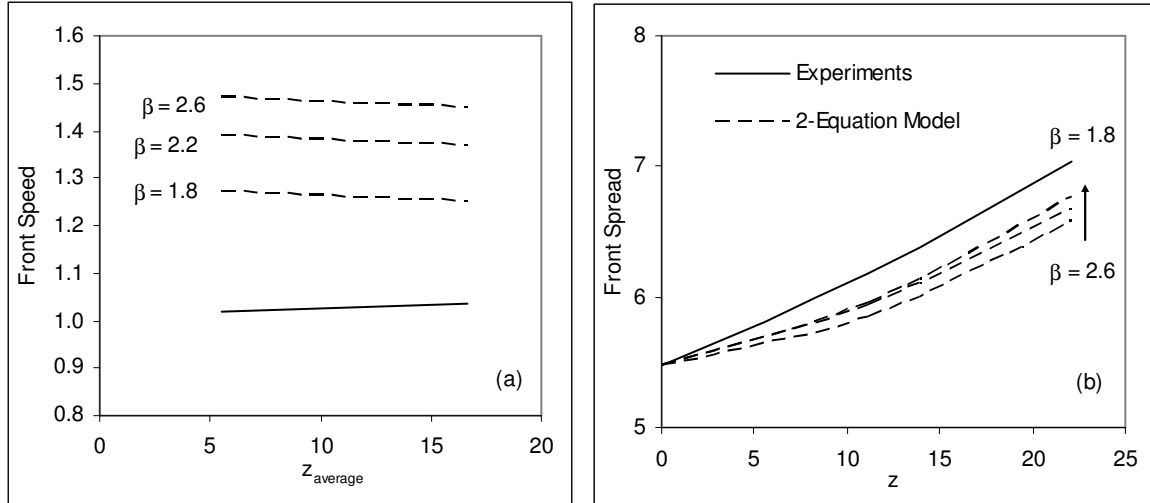 1.6
1.5
1.4
1.3
1.2
1.1
1.0
0.9
0.8
Front Speed
β = 2.6
β = 2.2
β = 1.8
(a)
0 5 10 15 20
z average
8
7
6
5
Front Spread
Experiments
2-Equation Model
β = 1.8
β = 2.6
(b)
0 5 10 15 20 25
z